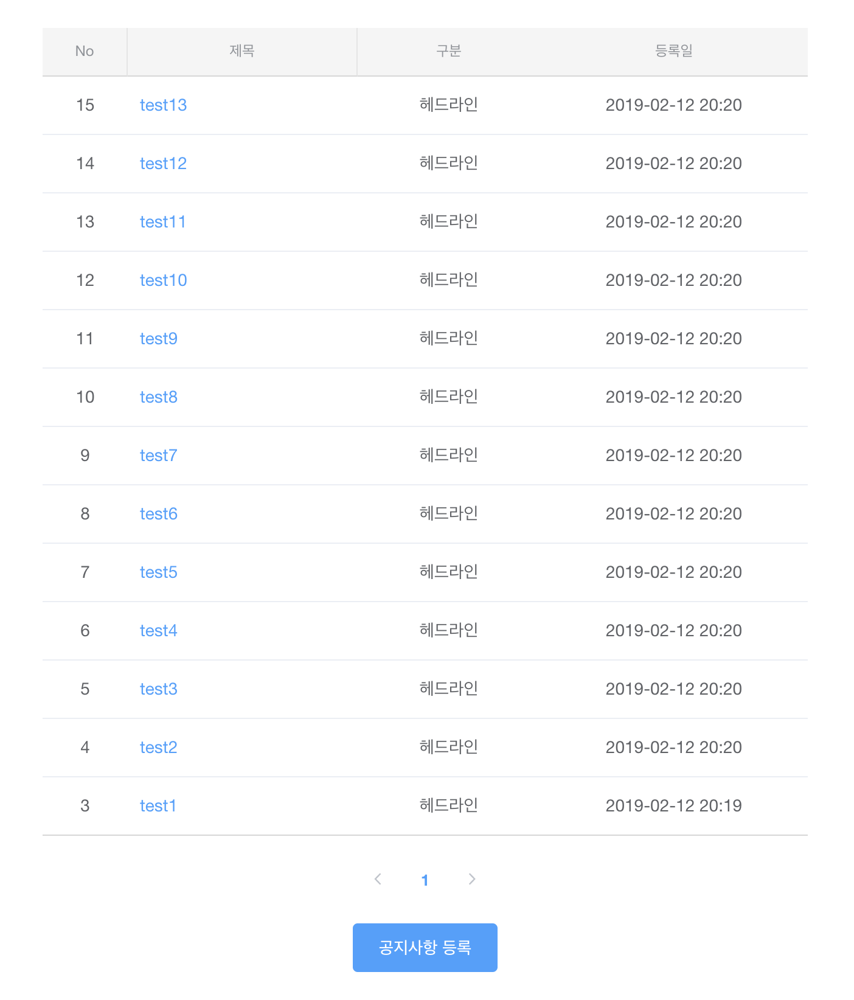 No 제목 구분 등록일
15 test13 헤드라인 2019-02-12 20:20
14 test12 헤드라인 2019-02-12 20:20
13 test11 헤드라인 2019-02-12 20:20
12 test10 헤드라인 2019-02-12 20:20
11 test9 헤드라인 2019-02-12 20:20
10 test8 헤드라인 2019-02-12 20:20
9 test7 헤드라인 2019-02-12 20:20
8 test6 헤드라인 2019-02-12 20:20
7 test5 헤드라인 2019-02-12 20:20
6 test4 헤드라인 2019-02-12 20:20
5 test3 헤드라인 2019-02-12 20:20
4 test2 헤드라인 2019-02-12 20:20
3 test1 헤드라인 2019-02-12 20:19
1
공지사항 등록